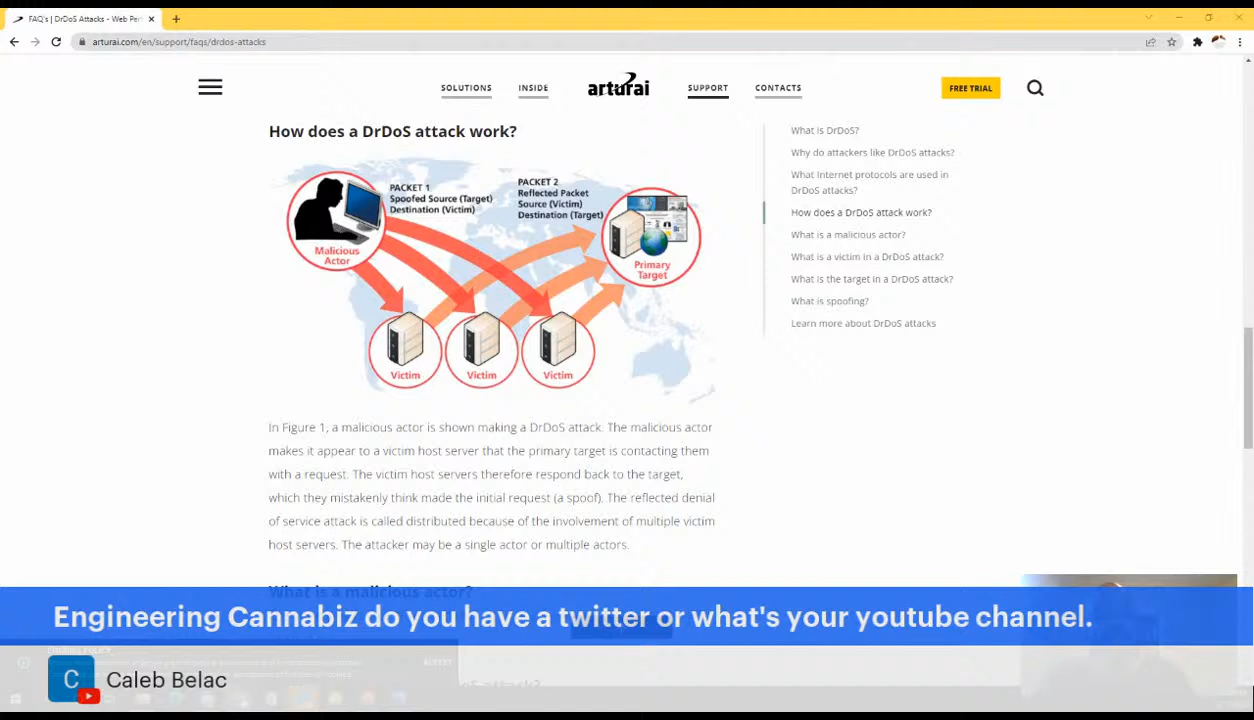 FAQ's | DrDoS Attacks - Web Per
arturai.com/en/support/faqs/drdos-attacks
SOLUTIONS INSIDE arturai SUPPORT CONTACTS FREE TRIAL
How does a DrDoS attack work?
PACKET 1
Spoofed Source (Target)
Destination (Victim)
PACKET 2
Reflected Packet
Source (Victim)
Destination (Target)
Malicious
Actor
Primary
Target
Victim Victim Victim
In Figure 1, a malicious actor is shown making a DrDoS attack. The malicious actor
makes it appear to a victim host server that the primary target is contacting them
with a request. The victim host servers therefore respond back to the target,
which they mistakenly think made the initial request (a spoof). The reflected denial
of service attack is called distributed because of the involvement of multiple victim
host servers. The attacker may be a single actor or multiple actors.
What is a malicious actor?
What is DrDoS?
Why do attackers like DrDoS attacks?
What Internet protocols are used in
DrDoS attacks?
How does a DrDoS attack work?
What is a malicious actor?
What is a victim in a DrDoS attack?
What is the target in a DrDoS attack?
What is spoofing?
Learn more about DrDoS attacks
Engineering Cannabiz do you have a twitter or what's your youtube channel.
C
Caleb Belac
ACCEPT